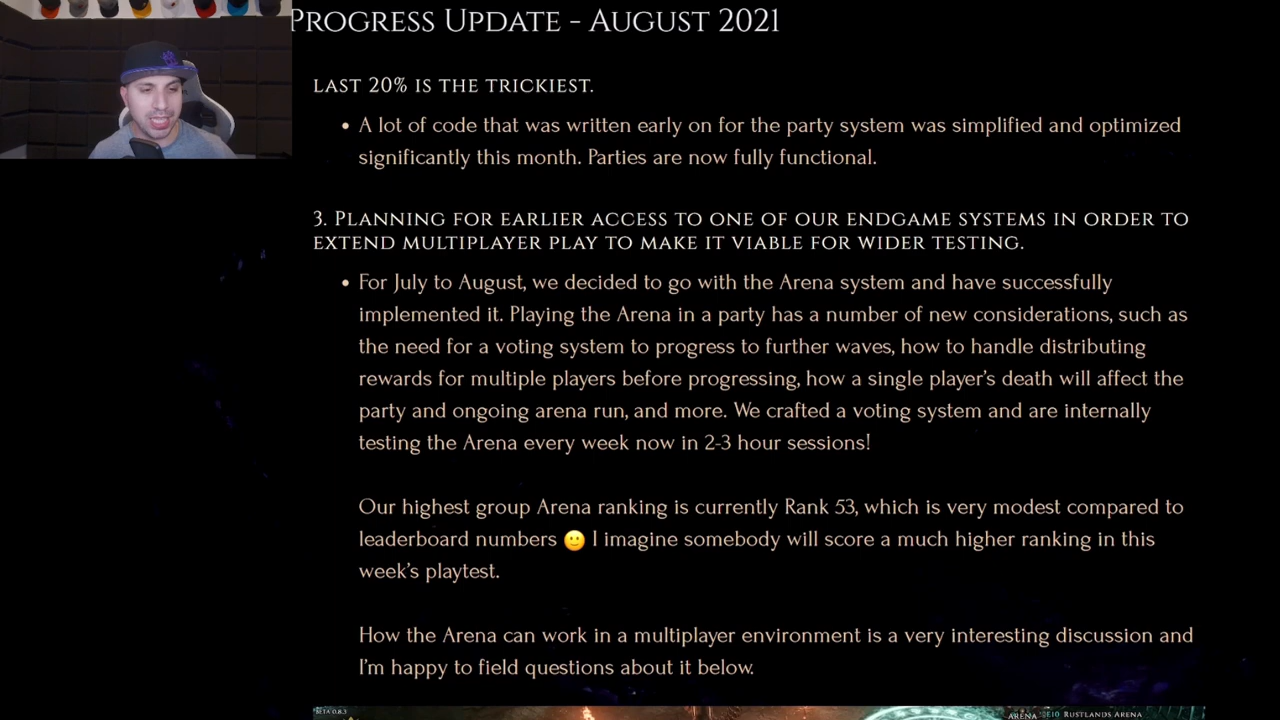 Progress Update - August 2021
last 20% is the trickiest.
• A lot of code that was written early on for the party system was simplified and optimized
significantly this month. Parties are now fully functional.
3. Planning for earlier access to one of our endgame systems in order to
extend multiplayer play to make it viable for wider testing.
• For July to August, we decided to go with the Arena system and have successfully
implemented it. Playing the Arena in a party has a number of new considerations, such as
the need for a voting system to progress to further waves, how to handle distributing
rewards for multiple players before progressing, how a single player’s death will affect the
party and ongoing arena run, and more. We crafted a voting system and are internally
testing the Arena every week now in 2-3 hour sessions!
Our highest group Arena ranking is currently Rank 53, which is very modest compared to
leaderboard numbers 🙂 I imagine somebody will score a much higher ranking in this
week’s playtest.
How the Arena can work in a multiplayer environment is a very interesting discussion and
I’m happy to field questions about it below.
BETA 0.8.3
Rustlands Arena